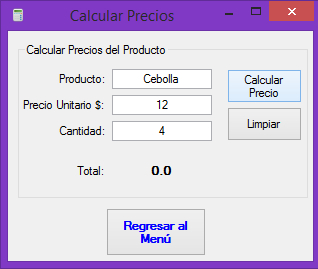 Calcular Precios
Calcular Precios del Producto
Producto: Cebolla
Calcular Precio
Precio Unitario $: 12
Limpiar
Cantidad: 4
Total: 0.0
Regresar al
Menú